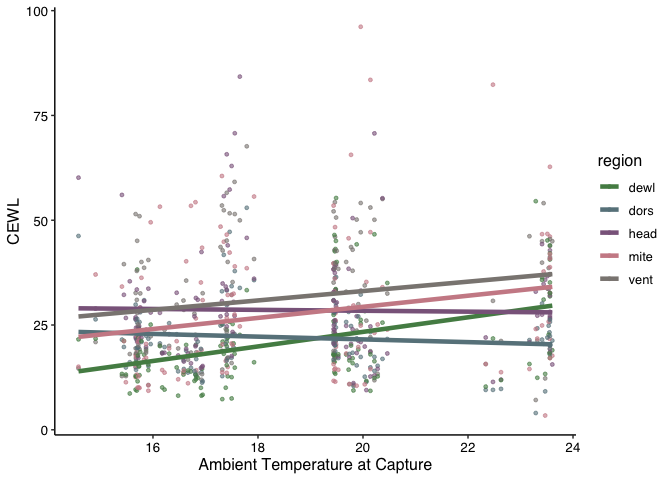 100
75
50
25
0
CEWL
16
18
20
22
24
Ambient Temperature at Capture
region
dewl
dors
head
mite
vent